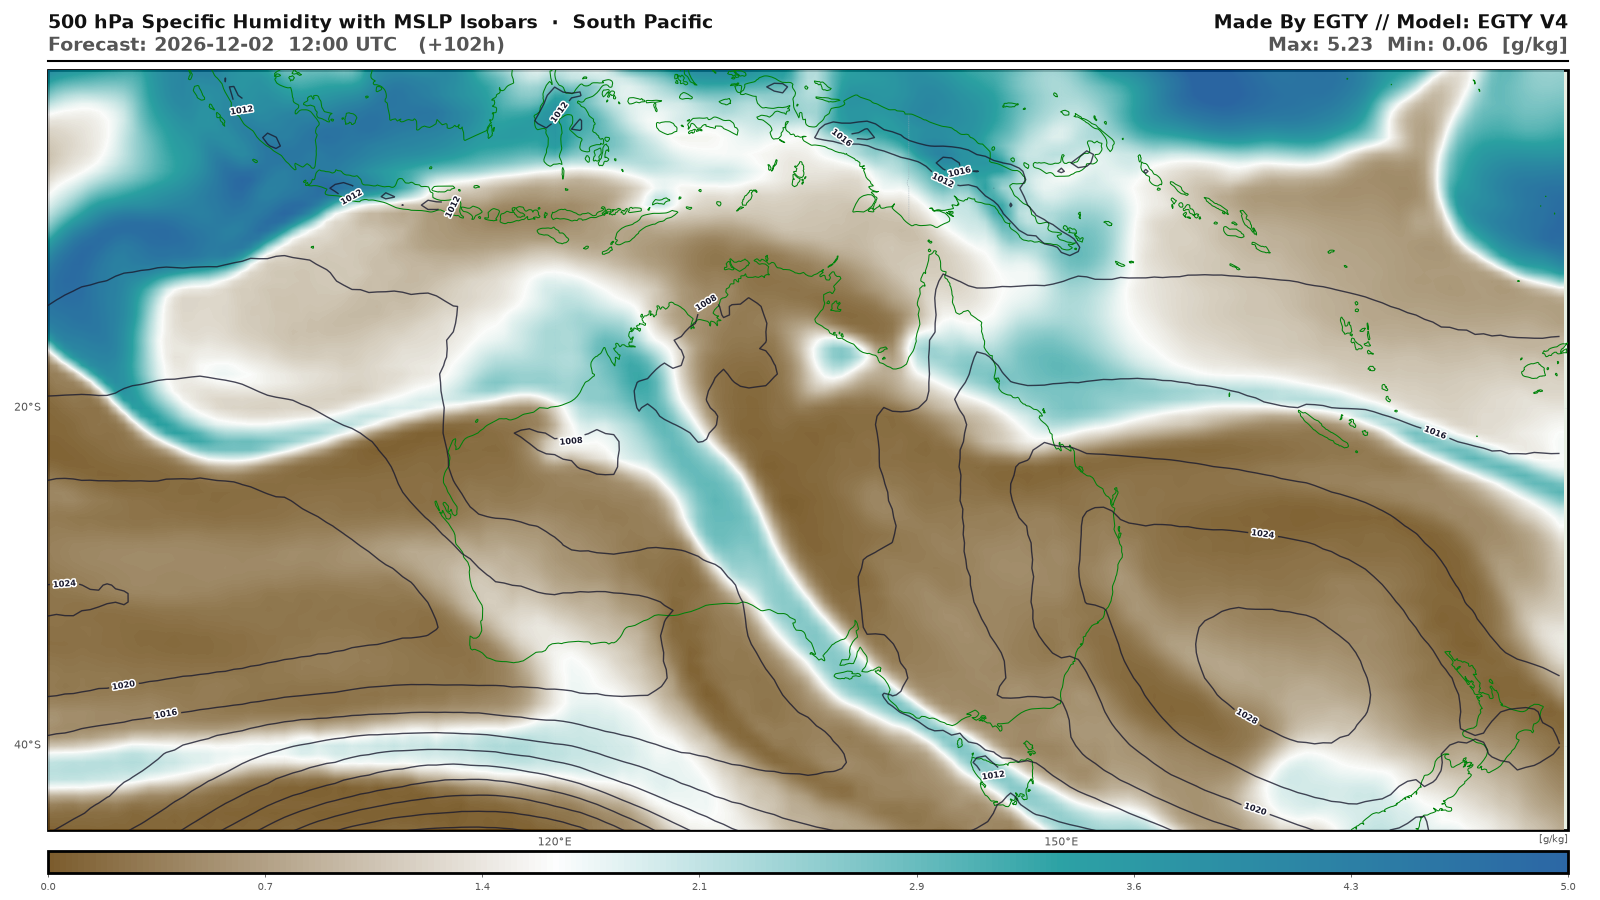 500 hPa Specific Humidity with MSLP Isobars · South Pacific
Made By EGTY // Model: EGTY V4
Forecast: 2026-12-02 12:00 UTC (+102h)
Max: 5.23 Min: 0.06 [g/kg]
1012
1012
1016
1016
1012
1012
1012
1008
20°S
1016
1008
1024
1024
1020
1016
1028
40°S
1012
1020
120°E
150°E
[g/kg]
0.0
0.7
1.4
2.1
2.9
3.6
4.3
5.0